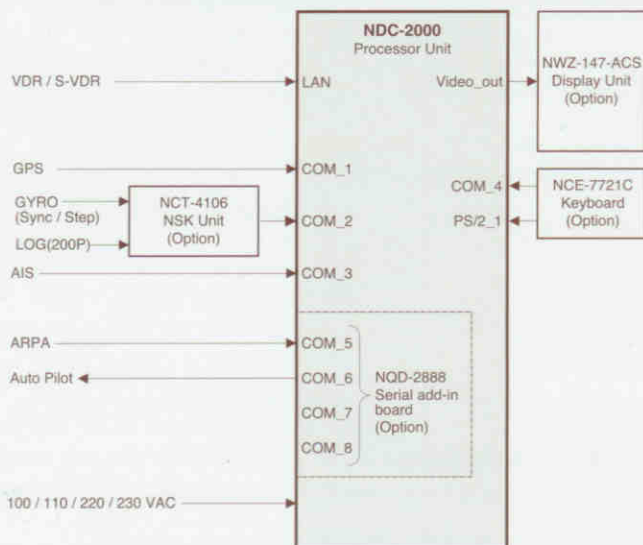 NDC-2000
Processor Unit
VDR / S-VDR
LAN
Video_out
NWZ-147-ACS
Display Unit
(Option)
GPS
COM_1
GYRO
(Sync / Step)
LOG(200P)
NCT-4106
NSK Unit
(Option)
COM_2
COM_4
PS/2_1
NCE-7721C
Keyboard
(Option)
AIS
COM_3
ARPA
COM_5
Auto Pilot
COM_6
COM_7
COM_8
NQD-2888
Serial add-in
board
(Option)
100 / 110 / 220 / 230 VAC